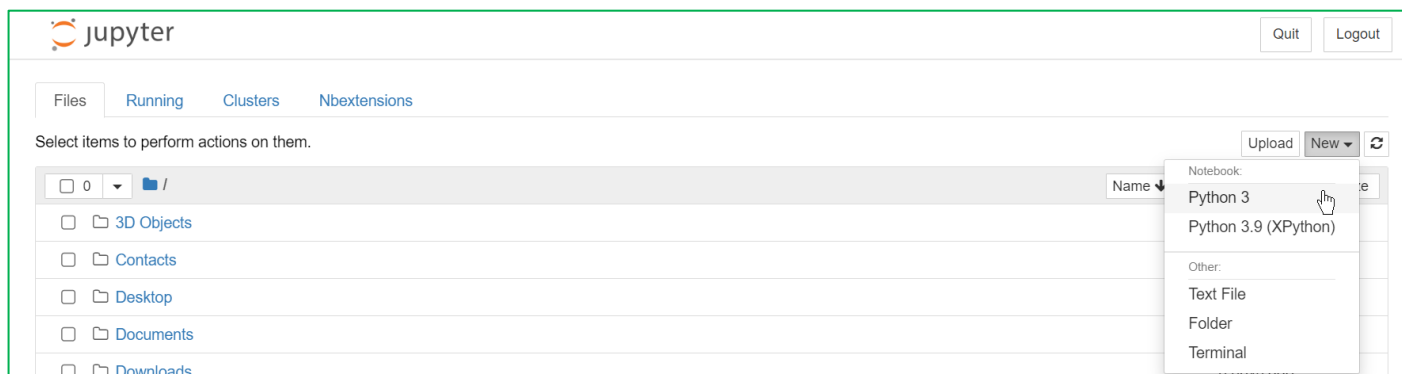 jupyter
Quit Logout
Files Running Clusters Nbextensions
Select items to perform actions on them.
Upload New
0 / Name
Notebook:
3D Objects Python 3
Python 3.9 (XPython)
Contacts
Other:
Desktop Text File
Documents Folder
Terminal
Downloads